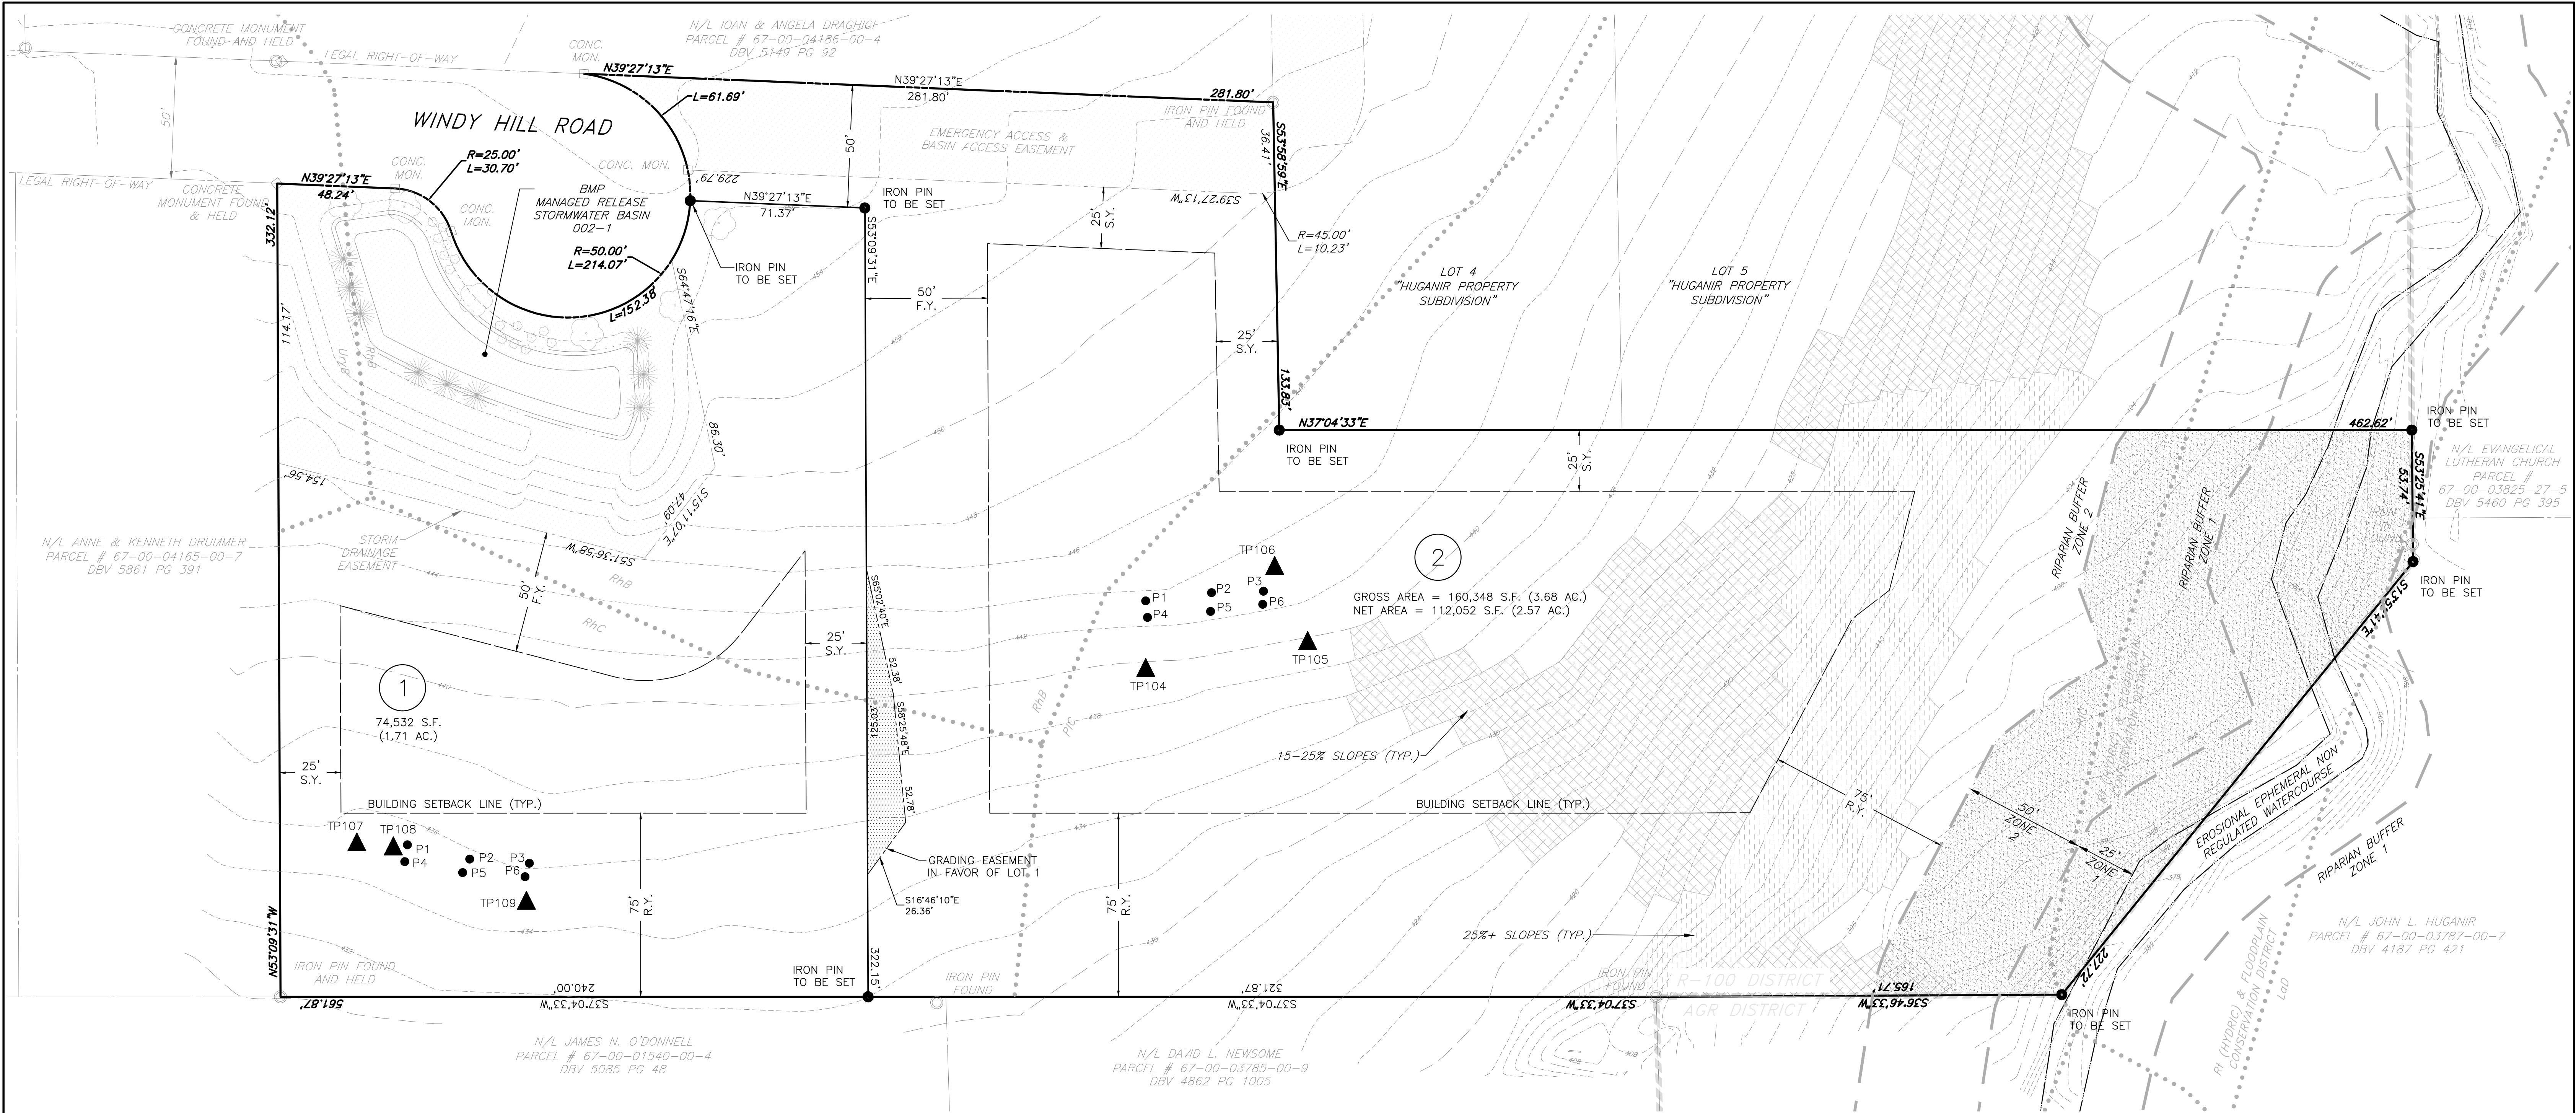 CONCRETE MONUMENT
FOUND AND HELD
LEGAL RIGHT-OF-WAY
CONC.
MON.
N/L IOAN & ANGELA DRAGHICI
PARCEL # 67-00-04186-00-4
DBV 5149 PG 92
N39°27'13"E
N39°27'13"E
281.80'
281.80'
L=61.69'
50'
WINDY HILL ROAD
50'
EMERGENCY ACCESS &
BASIN ACCESS EASEMENT
IRON PIN FOUND
AND HELD
S53°58'59"E
36.41'
R=25.00'
L=30.70'
CONC.
MON.
CONC. MON.
229.79'
S39°27'13"W
LEGAL RIGHT-OF-WAY
CONCRETE
MONUMENT FOUND
& HELD
N39°27'13"E
48.24'
BMP
MANAGED RELEASE
STORMWATER BASIN
002-1
CONC.
MON.
N39°27'13"E
71.37'
IRON PIN
TO BE SET
25'
S.Y.
R=45.00'
L=10.23'
332.12'
114.17'
R=50.00'
L=214.07'
IRON PIN
TO BE SET
L=152.38'
S64°47'16"E
86.30'
S53°09'31"E
50'
F.Y.
LOT 4
"HUGANIR PROPERTY
SUBDIVISION"
LOT 5
"HUGANIR PROPERTY
SUBDIVISION"
25'
S.Y.
133.83'
UryB
RhB
N37°04'33"E
462.62'
IRON PIN
TO BE SET
IRON PIN
TO BE SET
25'
S.Y.
N/L EVANGELICAL
LUTHERAN CHURCH
PARCEL #
67-00-03825-27-5
DBV 5460 PG 395
S53°25'41"E
53.74'
IRON
PIN
FOUND
IRON PIN
TO BE SET
RIPARIAN BUFFER
ZONE 2
RIPARIAN BUFFER
ZONE 1
154.56'
S15°11'07"E
47.09'
STORM
DRAINAGE
EASEMENT
S51°36'58"W
N/L ANNE & KENNETH DRUMMER
PARCEL # 67-00-04165-00-7
DBV 5861 PG 391
50'
F.Y.
RhB
RhC
25'
S.Y.
S65°02'40"E
52.38'
S58°25'48"E
52.78'
125.03'
TP106
P1
P2
P3
P4
P5
P6
TP105
TP104
2
GROSS AREA = 160,348 S.F. (3.68 AC.)
NET AREA = 112,052 S.F. (2.57 AC.)
1
74,532 S.F.
(1.71 AC.)
25'
S.Y.
RhB
15-25% SLOPES (TYP.)
BUILDING SETBACK LINE (TYP.)
BUILDING SETBACK LINE (TYP.)
TP107
TP108
P1
P4
P2
P5
P3
P6
TP109
75'
R.Y.
GRADING EASEMENT
IN FAVOR OF LOT 1
S16°46'10"E
26.36'
75'
R.Y.
75'
R.Y.
50'
ZONE
2
25'
ZONE
1
EROSIONAL EPHEMERAL NON
REGULATED WATERCOURSE
RIPARIAN BUFFER
ZONE 1
N/L JOHN L. HUGANIR
PARCEL # 67-00-03787-00-7
DBV 4187 PG 421
25%+ SLOPES (TYP.)
N53°09'31"W
IRON PIN FOUND
AND HELD
561.87'
240.00'
S37°04'33"W
IRON PIN
TO BE SET
322.15'
IRON PIN
FOUND
321.87'
S37°04'33"W
S37°04'33"W
IRON PIN
FOUND
R-100 DISTRICT
AGR DISTRICT
165.71'
S36°46'33"W
227.72'
IRON PIN
TO BE SET
Rt (HYDRIC) & FLOODPLAIN
CONSERVATION DISTRICT
LaD
N/L JAMES N. O'DONNELL
PARCEL # 67-00-01540-00-4
DBV 5085 PG 48
N/L DAVID L. NEWSOME
PARCEL # 67-00-03785-00-9
DBV 4862 PG 1005